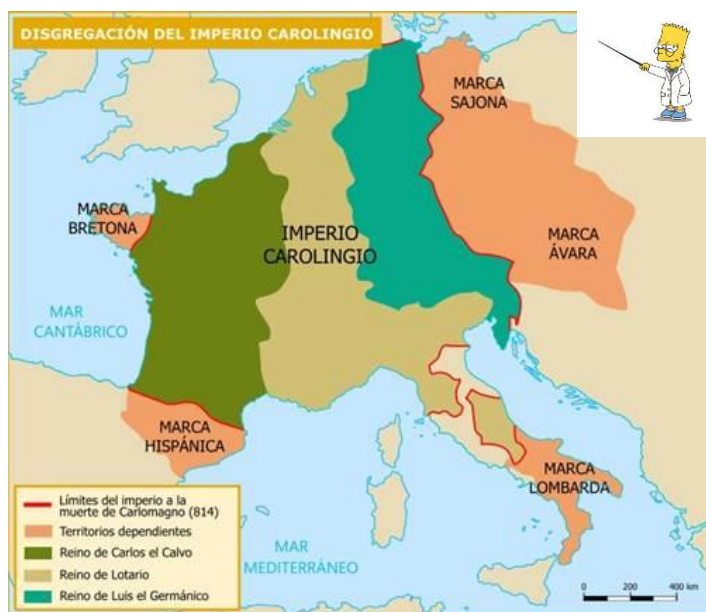 DISGREGACIÓN DEL IMPERIO CAROLINGIO
MARCA
SAJONA
MARCA
BRETONA
IMPERIO
CAROLINGIO
MARCA
ÁVARA
MAR
CANTÁBRICO
MARCA
HISPÁNICA
MARCA
LOMBARDA
MAR
MEDITERRÁNEO
Límites del imperio a la
muerte de Carlomagno (814)
Territorios dependientes
Reino de Carlos el Calvo
Reino de Lotario
Reino de Luis el Germánico
0 200 400 km